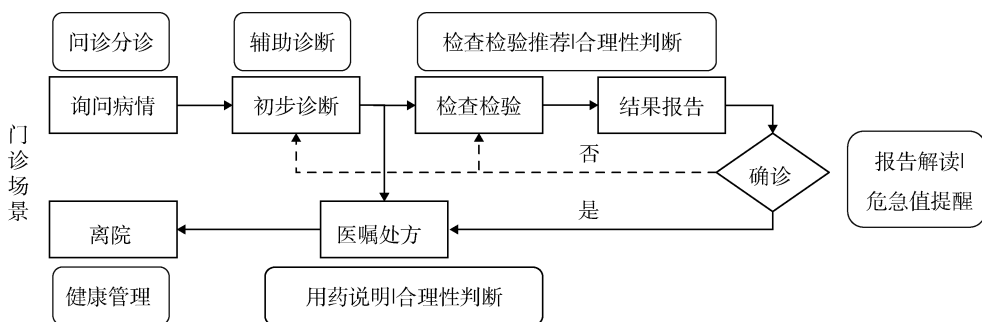 问诊分诊
辅助诊断
检查检验推荐|合理性判断
询问病情
初步诊断
检查检验
结果报告
门诊场景
否
确诊
报告解读|
危急值提醒
是
离院
医嘱处方
健康管理
用药说明|合理性判断